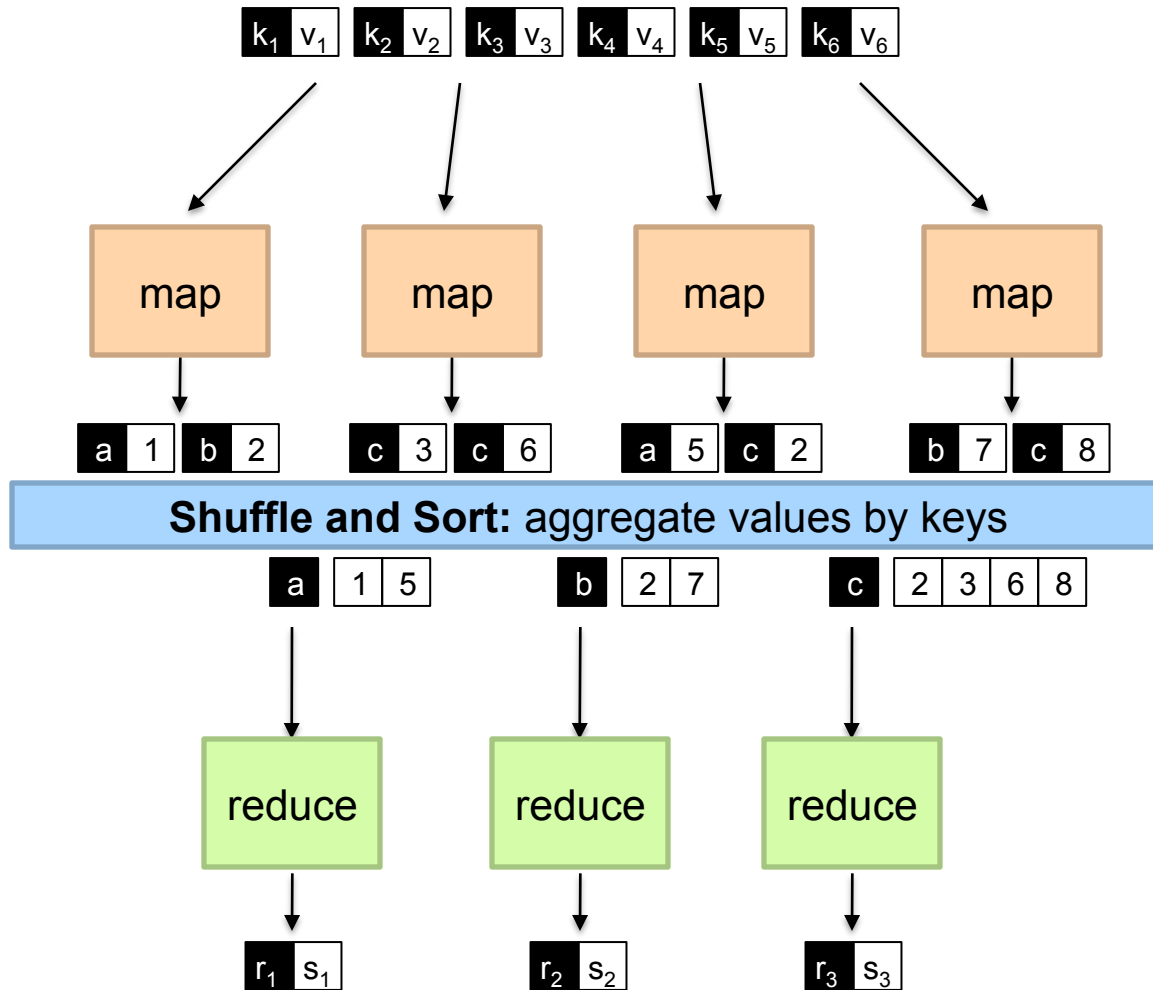 k₁ v₁ k₂ v₂ k₃ v₃ k₄ v₄ k₅ v₅ k₆ v₆
map map map map
a 1 b 2 c 3 c 6 a 5 c 2 b 7 c 8
Shuffle and Sort: aggregate values by keys
a 1 5 b 2 7 c 2 3 6 8
reduce reduce reduce
r₁ s₁ r₂ s₂ r₃ s₃